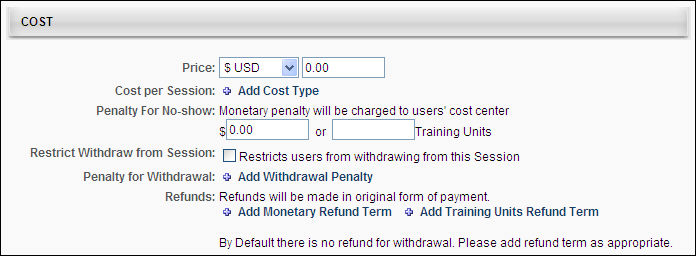 COST
Price: $ USD 0.00
Cost per Session: Add Cost Type
Penalty For No-show: Monetary penalty will be charged to users' cost center
$ 0.00 or Training Units
Restrict Withdraw from Session: Restricts users from withdrawing from this Session
Penalty for Withdrawal: Add Withdrawal Penalty
Refunds: Refunds will be made in original form of payment.
Add Monetary Refund Term Add Training Units Refund Term
By Default there is no refund for withdrawal. Please add refund term as appropriate.